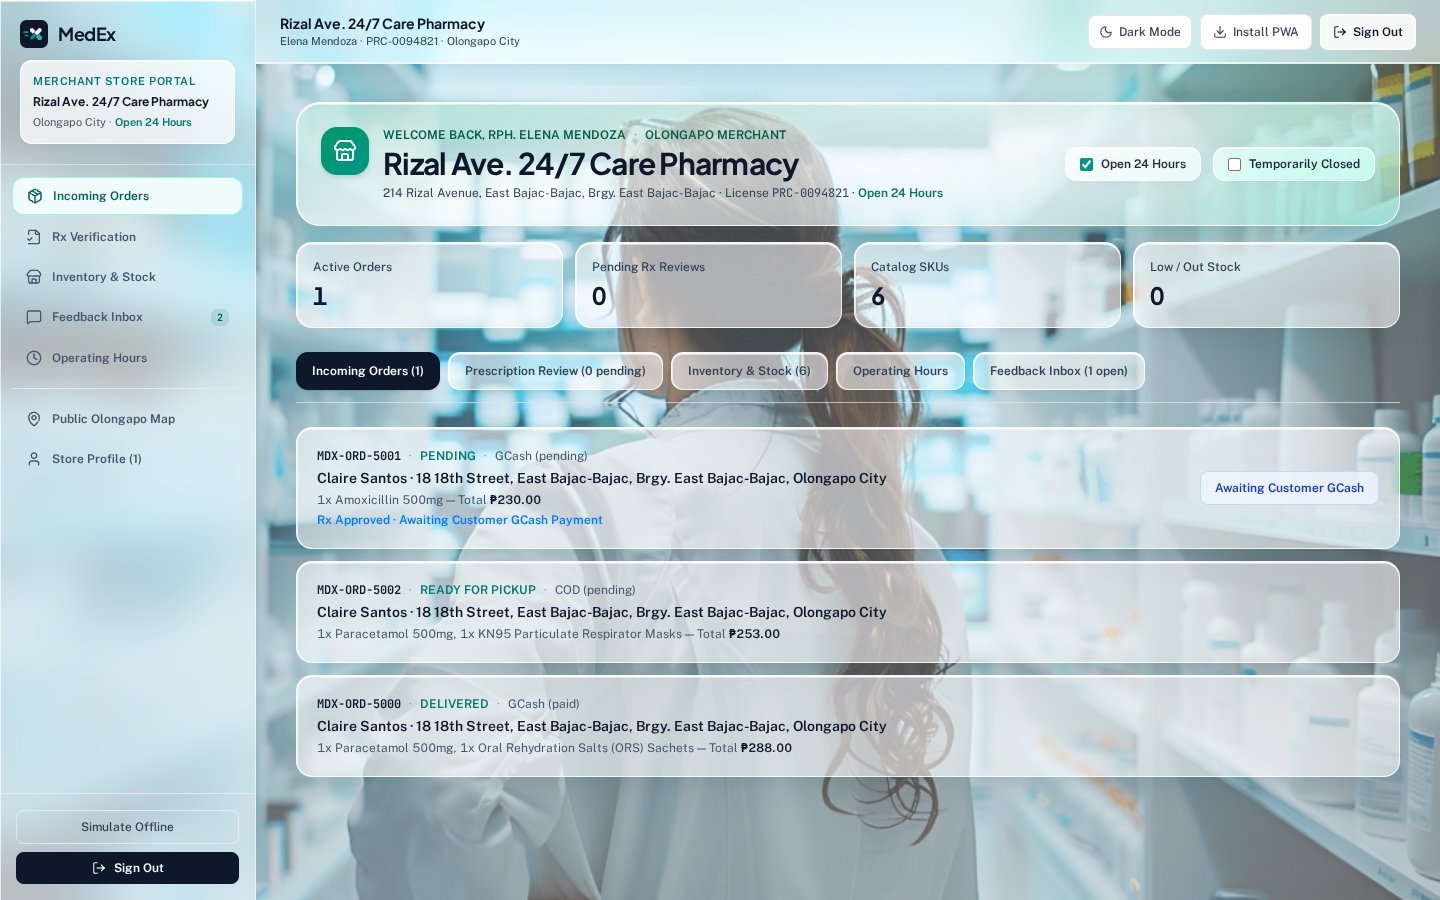 MedEx
MERCHANT STORE PORTAL
Rizal Ave. 24/7 Care Pharmacy
Olongapo City · Open 24 Hours
Incoming Orders
Rx Verification
Inventory & Stock
Feedback Inbox 2
Operating Hours
Public Olongapo Map
Store Profile (1)
Simulate Offline
Sign Out
Rizal Ave. 24/7 Care Pharmacy
Elena Mendoza · PRC-0094821 · Olongapo City
Dark Mode
Install PWA
Sign Out
WELCOME BACK, RPH. ELENA MENDOZA · OLONGAPO MERCHANT
Rizal Ave. 24/7 Care Pharmacy
214 Rizal Avenue, East Bajac-Bajac, Brgy. East Bajac-Bajac · License PRC-0094821 · Open 24 Hours
Open 24 Hours
Temporarily Closed
Active Orders
1
Pending Rx Reviews
0
Catalog SKUs
6
Low / Out Stock
0
Incoming Orders (1)
Prescription Review (0 pending)
Inventory & Stock (6)
Operating Hours
Feedback Inbox (1 open)
MDX-ORD-5001 · PENDING · GCash (pending)
Claire Santos · 18 18th Street, East Bajac-Bajac, Brgy. East Bajac-Bajac, Olongapo City
1x Amoxicillin 500mg — Total ₱230.00
Rx Approved · Awaiting Customer GCash Payment
Awaiting Customer GCash
MDX-ORD-5002 · READY FOR PICKUP · COD (pending)
Claire Santos · 18 18th Street, East Bajac-Bajac, Brgy. East Bajac-Bajac, Olongapo City
1x Paracetamol 500mg, 1x KN95 Particulate Respirator Masks — Total ₱253.00
MDX-ORD-5000 · DELIVERED · GCash (paid)
Claire Santos · 18 18th Street, East Bajac-Bajac, Brgy. East Bajac-Bajac, Olongapo City
1x Paracetamol 500mg, 1x Oral Rehydration Salts (ORS) Sachets — Total ₱288.00